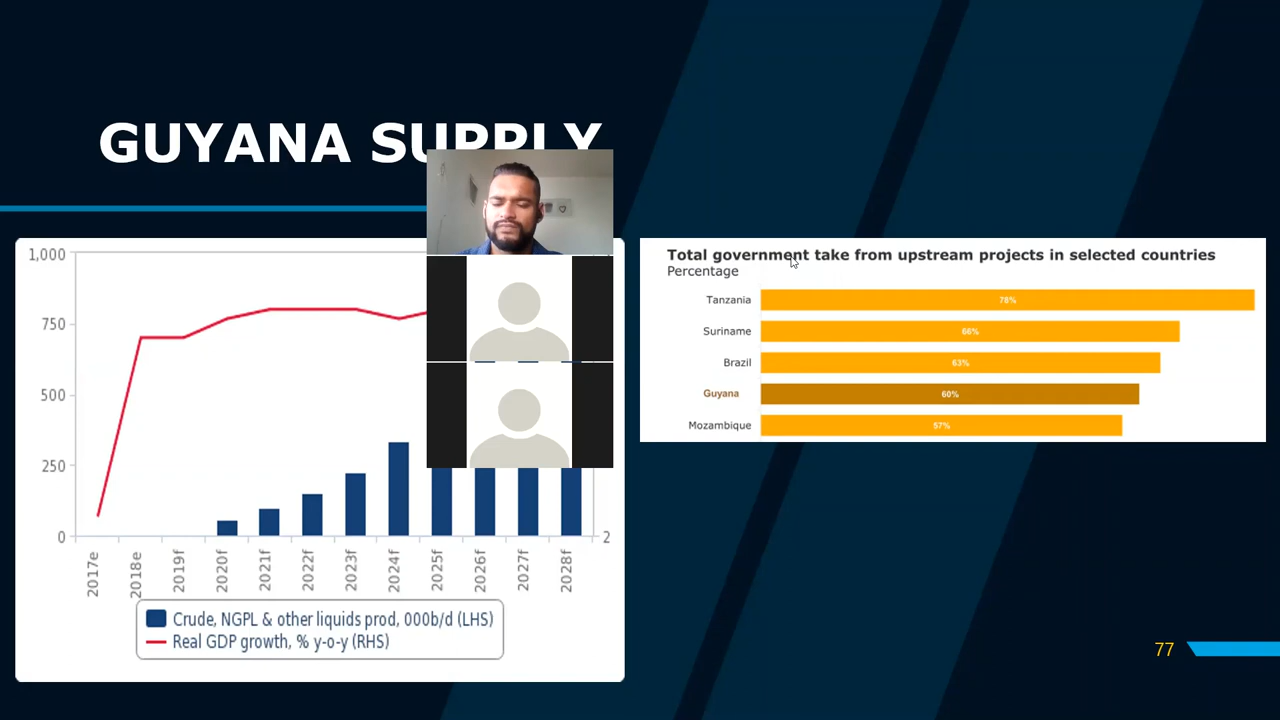 GUYANA SUPPLY
1,000
750
500
250
0
2
2017e
2018e
2019f
2020f
2021f
2022f
2023f
2024f
2025f
2026f
2027f
2028f
Crude, NGPL & other liquids prod, 000b/d (LHS)
Real GDP growth, % y-o-y (RHS)
Total government take from upstream projects in selected countries
Percentage
Tanzania 78%
Suriname 66%
Brazil 63%
Guyana 60%
Mozambique 57%
77